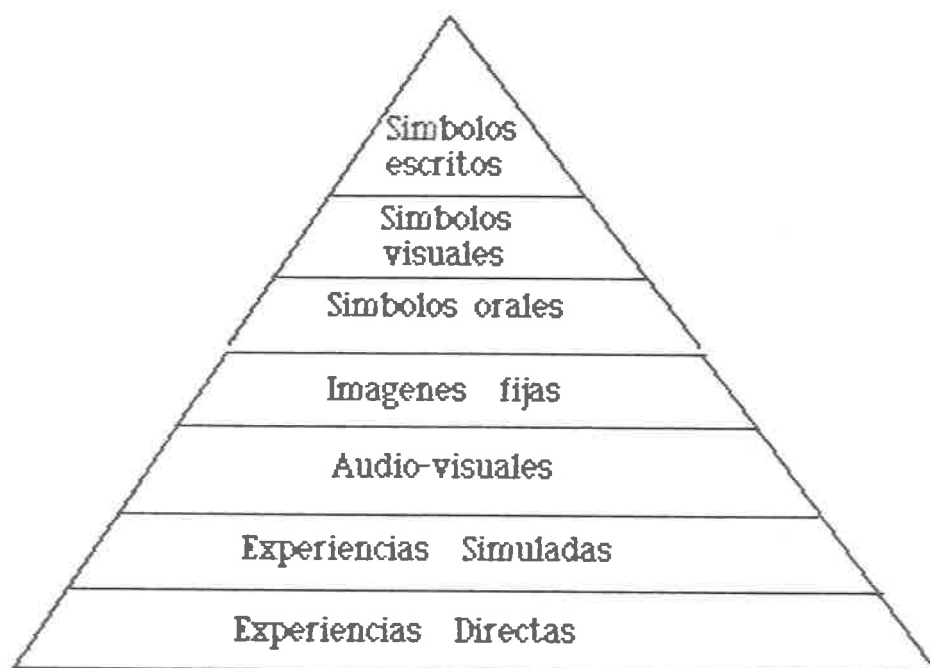 Simbolos
escritos
Simbolos
visuales
Simbolos orales
Imagenes fijas
Audio-visuales
Experiencias Simuladas
Experiencias Directas